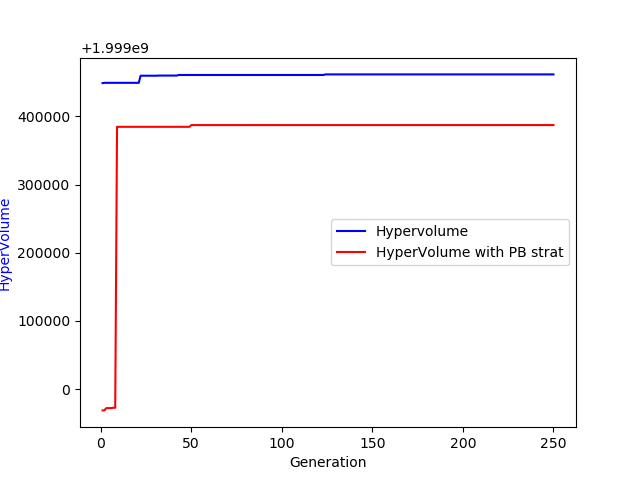 +1.999e9
400000
300000
200000
100000
0
HyperVolume
Hypervolume
HyperVolume with PB strat
0 50 100 150 200 250
Generation